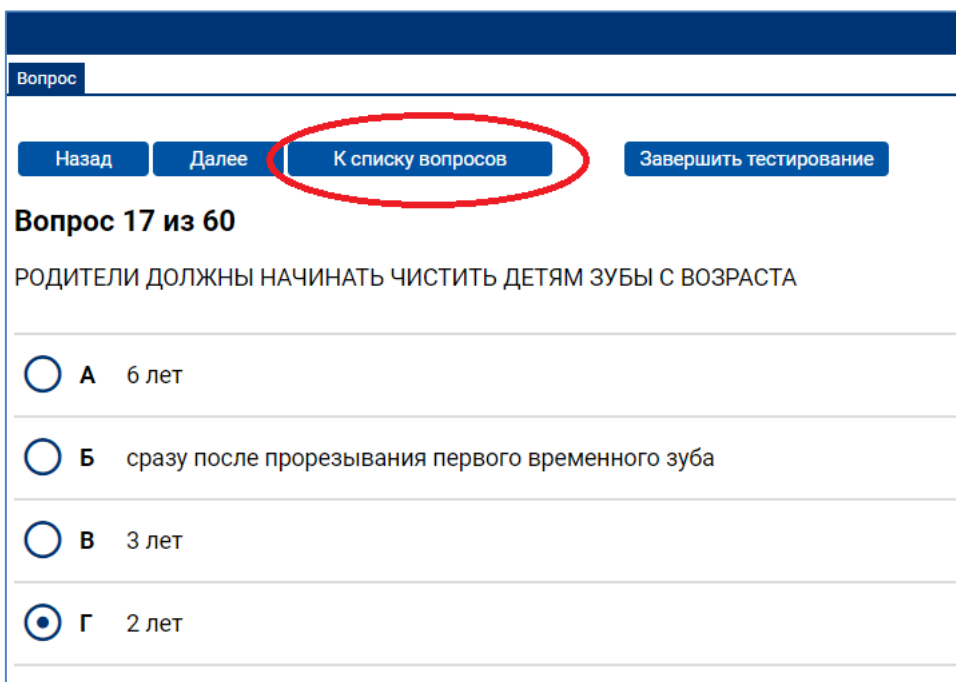 Вопрос
Назад Далее К списку вопросов Завершить тестирование
Вопрос 17 из 60
РОДИТЕЛИ ДОЛЖНЫ НАЧИНАТЬ ЧИСТИТЬ ДЕТЯМ ЗУБЫ С ВОЗРАСТА
А 6 лет
Б сразу после прорезывания первого временного зуба
В 3 лет
Г 2 лет